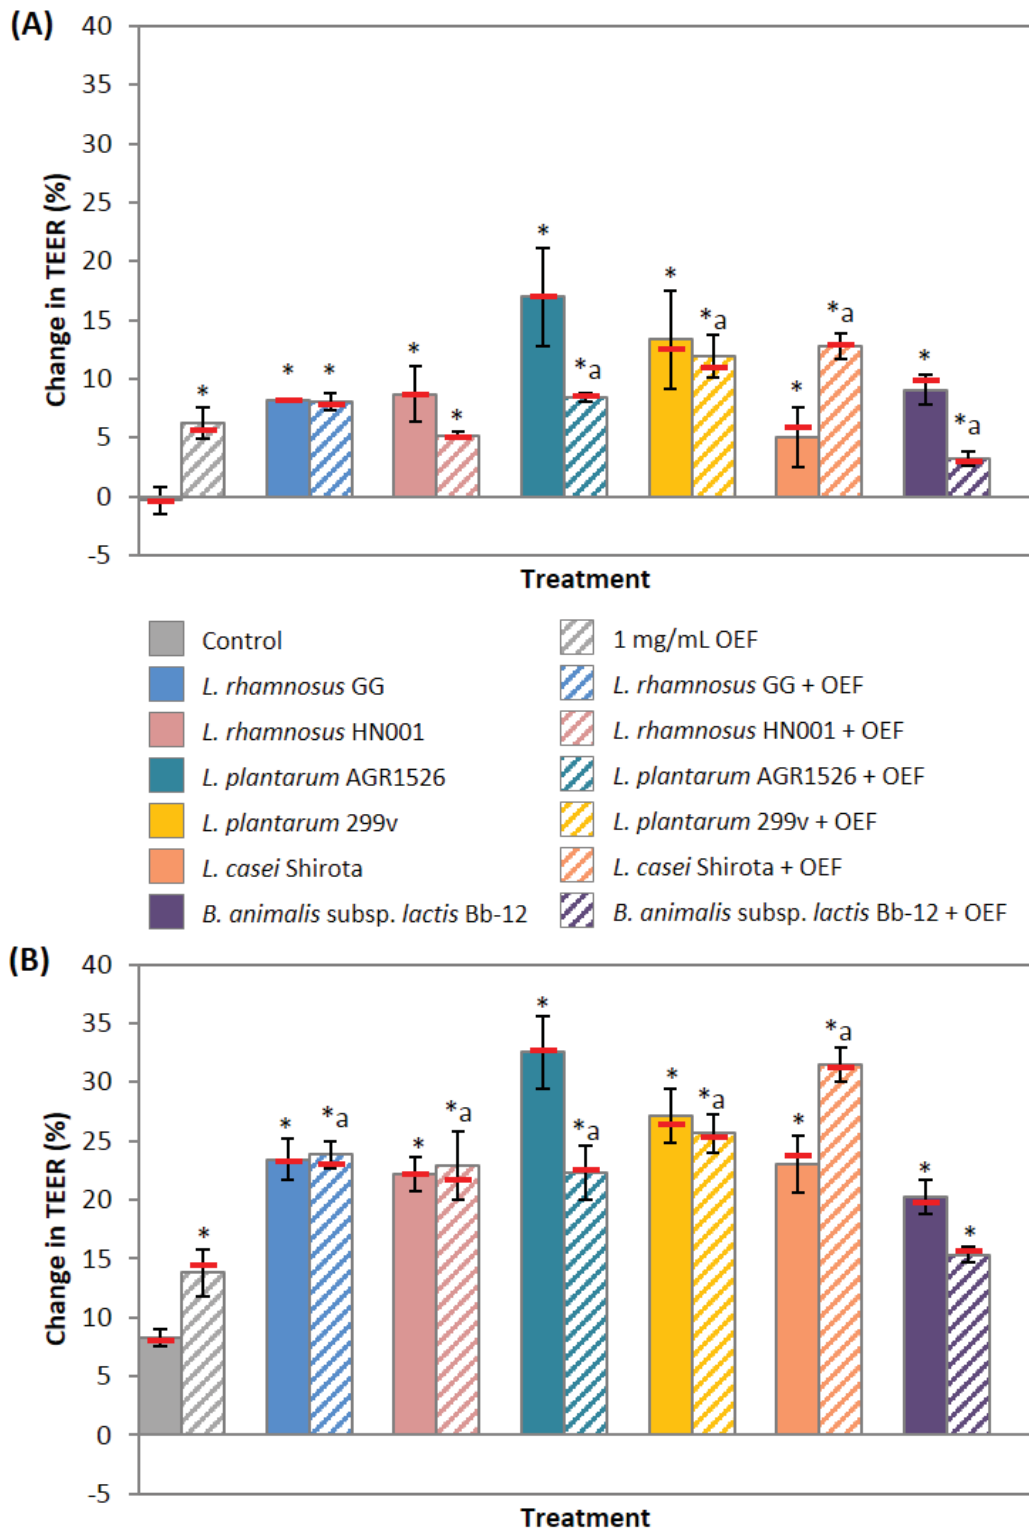 (A)
40
35
30
25
20
15
10
5
0
-5
Change in TEER (%)
* * * * * * *a * *a * *a * *a
Treatment
Control
1 mg/mL OEF
L. rhamnosus GG
L. rhamnosus GG + OEF
L. rhamnosus HN001
L. rhamnosus HN001 + OEF
L. plantarum AGR1526
L. plantarum AGR1526 + OEF
L. plantarum 299v
L. plantarum 299v + OEF
L. casei Shirota
L. casei Shirota + OEF
B. animalis subsp. lactis Bb-12
B. animalis subsp. lactis Bb-12 + OEF
(B)
40
35
30
25
20
15
10
5
0
-5
Change in TEER (%)
* * *a * *a * *a * *a * *a * *
Treatment